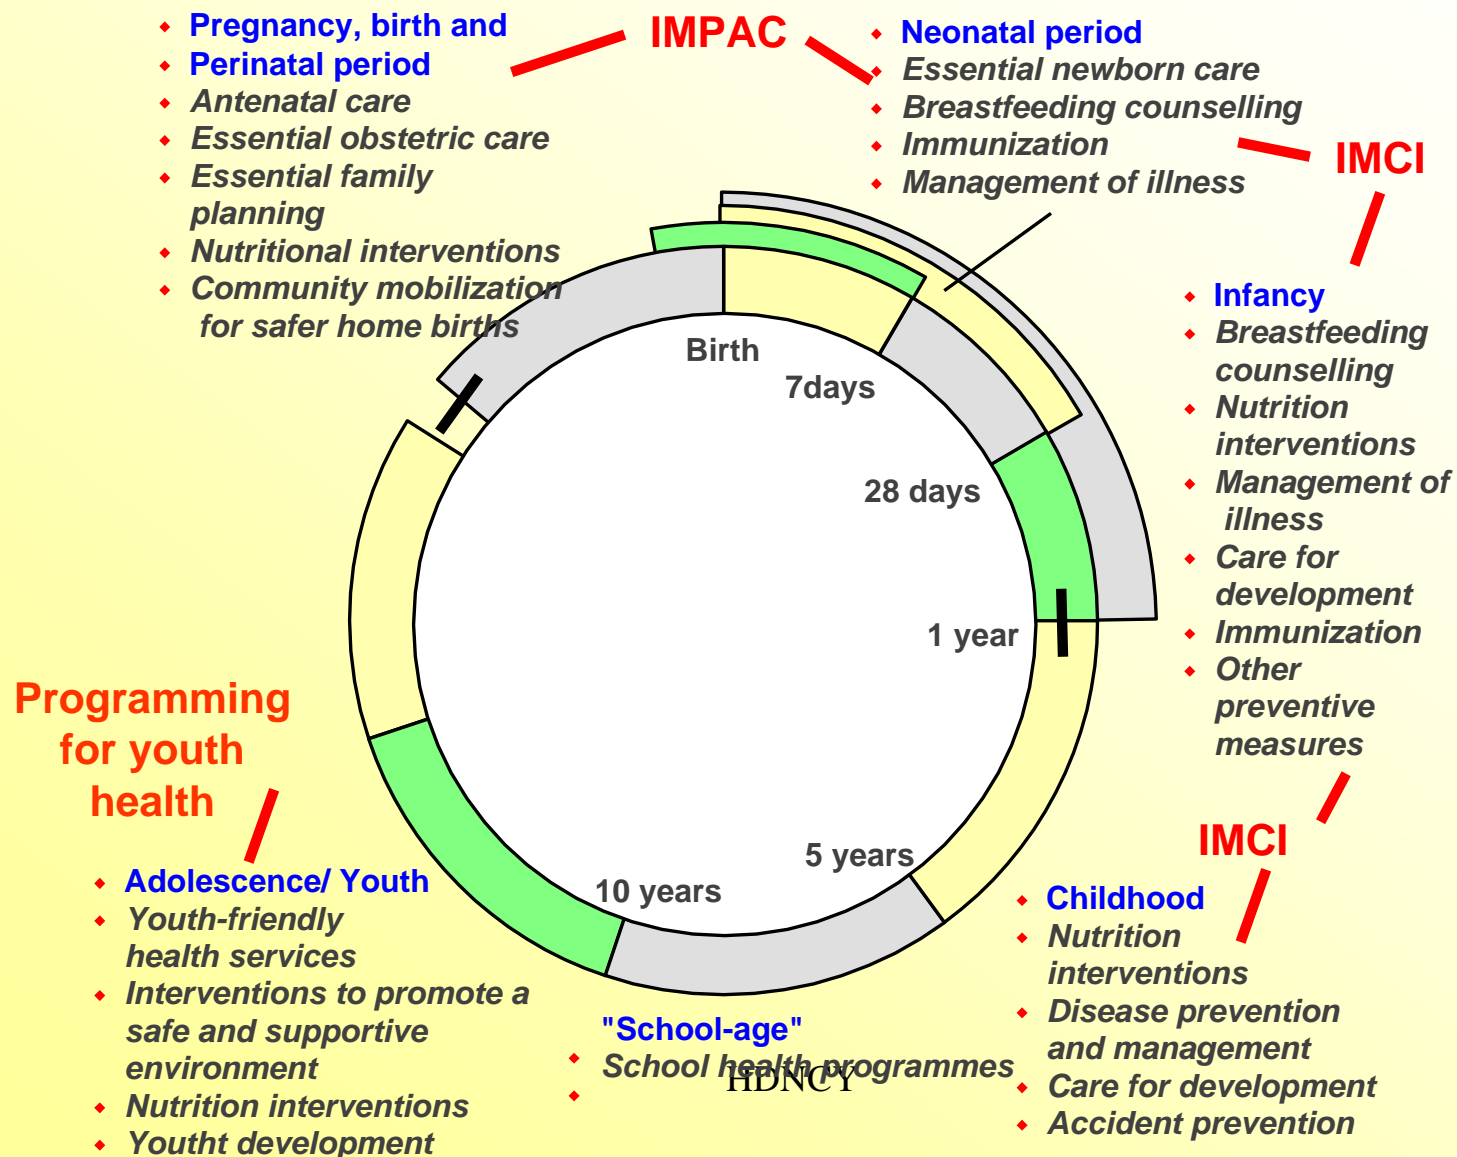 Pregnancy, birth and
Perinatal period
Antenatal care
Essential obstetric care
Essential family
planning
Nutritional interventions
Community mobilization
for safer home births
IMPAC
Neonatal period
Essential newborn care
Breastfeeding counselling
Immunization
Management of illness
IMCI
Infancy
Breastfeeding
counselling
Nutrition
interventions
Management of
illness
Care for
development
Immunization
Other
preventive
measures
Birth
7days
28 days
1 year
5 years
10 years
IMCI
Childhood
Nutrition
interventions
Disease prevention
and management
Care for development
Accident prevention
"School-age"
School health programmes
HDNCY
Programming
for youth
health
Adolescence/ Youth
Youth-friendly
health services
Interventions to promote a
safe and supportive
environment
Nutrition interventions
Youtht development